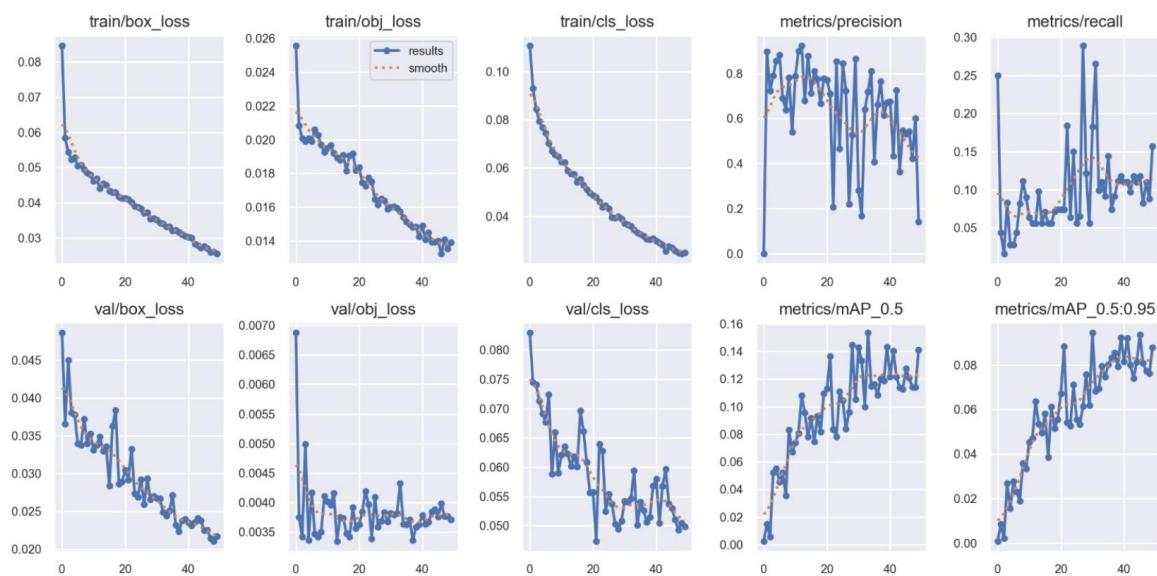 train/box_loss
0.08
0.07
0.06
0.05
0.04
0.03
0 20 40
train/obj_loss
0.026
0.024
0.022
0.020
0.018
0.016
0.014
results
smooth
0 20 40
train/cls_loss
0.10
0.08
0.06
0.04
0 20 40
metrics/precision
0.8
0.6
0.4
0.2
0.0
0 20 40
metrics/recall
0.30
0.25
0.20
0.15
0.10
0.05
0 20 40
val/box_loss
0.045
0.040
0.035
0.030
0.025
0.020
0 20 40
val/obj_loss
0.0070
0.0065
0.0060
0.0055
0.0050
0.0045
0.0040
0.0035
0 20 40
val/cls_loss
0.080
0.075
0.070
0.065
0.060
0.055
0.050
0 20 40
metrics/mAP_0.5
0.16
0.14
0.12
0.10
0.08
0.06
0.04
0.02
0.00
0 20 40
metrics/mAP_0.5:0.95
0.08
0.06
0.04
0.02
0.00
0 20 40